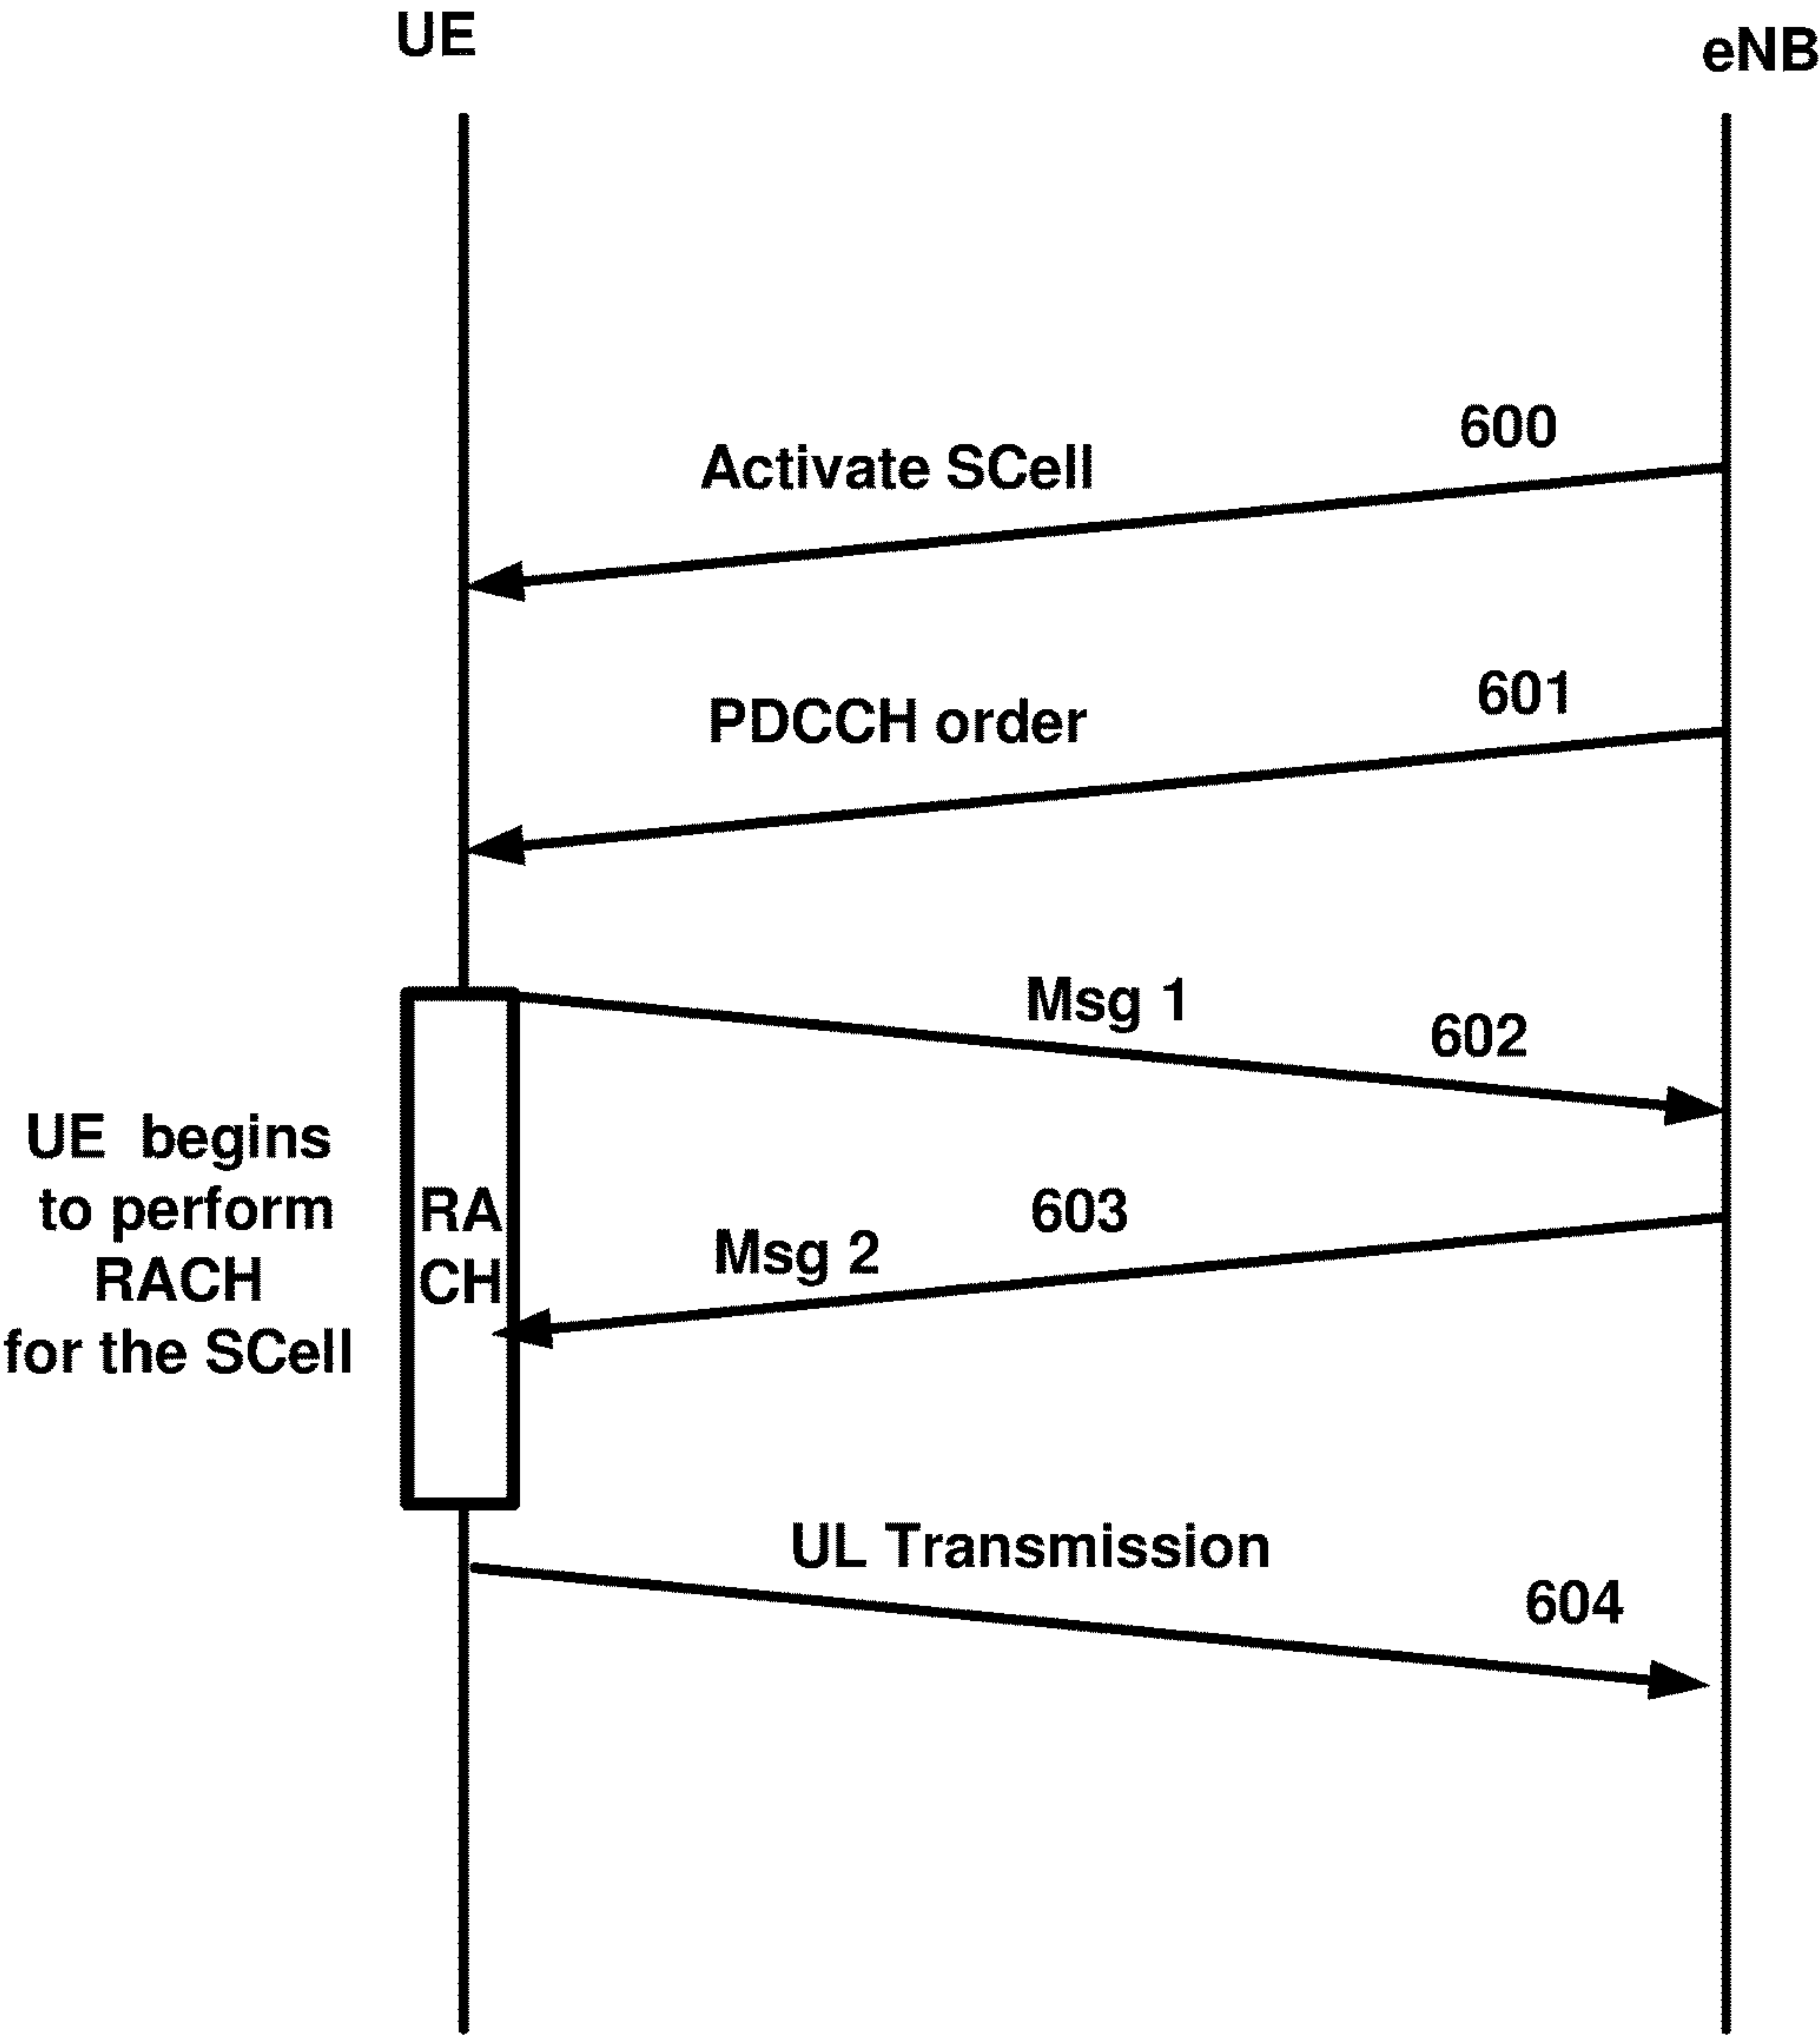 UE
eNB
600
Activate SCell
601
PDCCH order
Msg 1
602
UE begins
to perform
RACH
for the SCell
RA
CH
603
Msg 2
UL Transmission
604